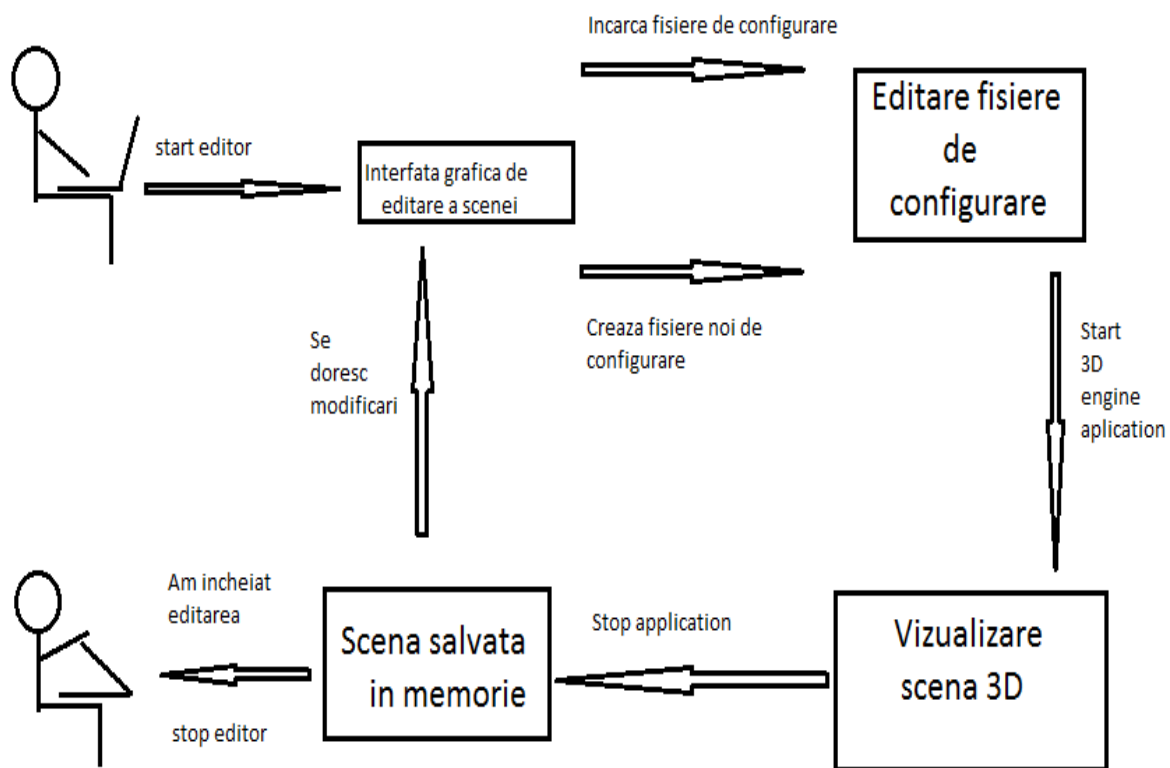 Incarca fisiere de configurare
start editor
Interfata grafica de
editare a scenei
Editare fisiere
de
configurare
Creaza fisiere noi de
configurare
Se
doresc
modificari
Start
3D
engine
aplication
Am incheiat
editarea
stop editor
Scena salvata
in memorie
Stop application
Vizualizare
scena 3D